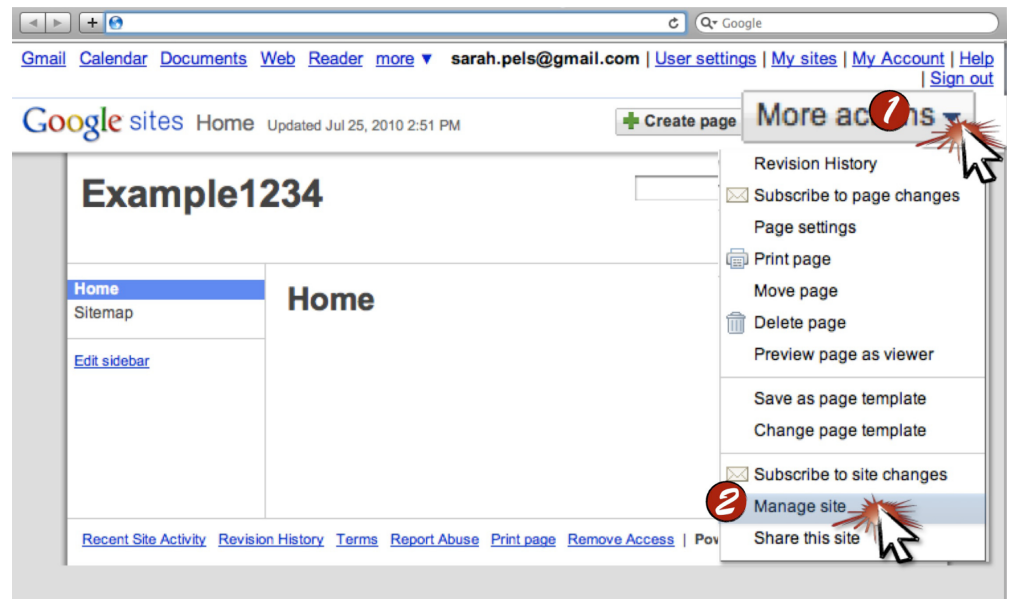 Google
Gmail Calendar Documents Web Reader more ▼ sarah.pels@gmail.com | User settings | My sites | My Account | Help
| Sign out
Google sites Home Updated Jul 25, 2010 2:51 PM Create page More
1
Example1234
Revision History
Subscribe to page changes
Page settings
Print page
Move page
Delete page
Preview page as viewer
Save as page template
Change page template
Subscribe to site changes
2 Manage site
Share this site
Home
Sitemap
Edit sidebar
Home
Recent Site Activity Revision History Terms Report Abuse Print page Remove Access |